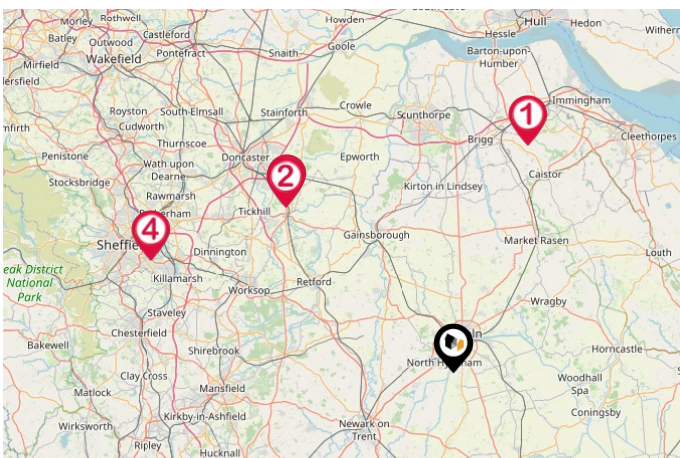 Morley
Rothwell
Castleford
Howden
Hull
Hedon
Batley
Outwood
Pontefract
Snaith
Goole
Hessle
Barton-upon-
Humber
Withern
Mirfield
Wakefield
dersfield
Royston
South Elmsall
Stainforth
Crowle
Scunthorpe
Immingham
1
mfirth
Cudworth
Thurnscoe
Brigg
Cleethorpes
Penistone
Wath upon
Dearne
Doncaster
Epworth
Caistor
Stocksbridge
Rawmarsh
2
Kirton in Lindsey
4
Tickhill
Sheffie
Dinnington
Gainsborough
Market Rasen
Louth
eak District
National
Park
Killamarsh
Worksop
Retford
Staveley
Wragby
Chesterfield
Bakewell
Shirebrook
Horncastle
Clay Cross
Mansfield
Woodhall
Spa
Matlock
Coningsby
Kirkby-in-Ashfield
Newark on
Trent
Wirksworth
Ripley
Hucknall